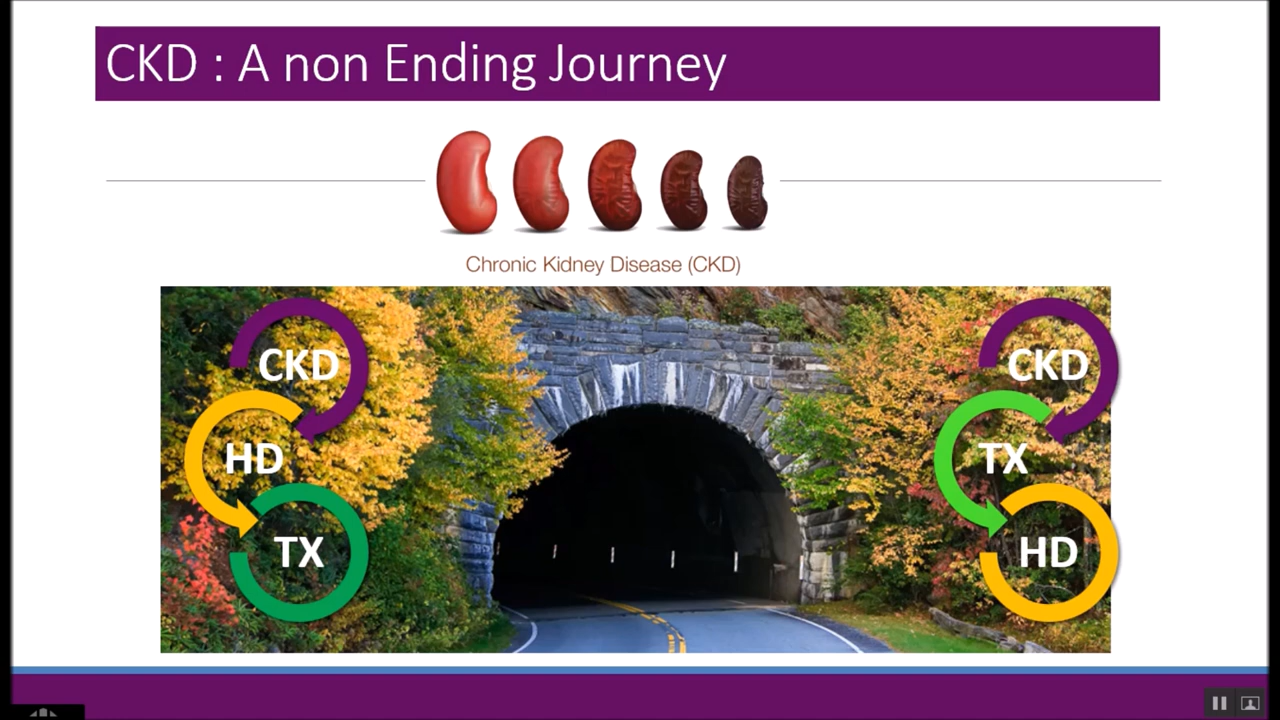 CKD : A non Ending Journey
Chronic Kidney Disease (CKD)
CKD
HD
TX
CKD
TX
HD